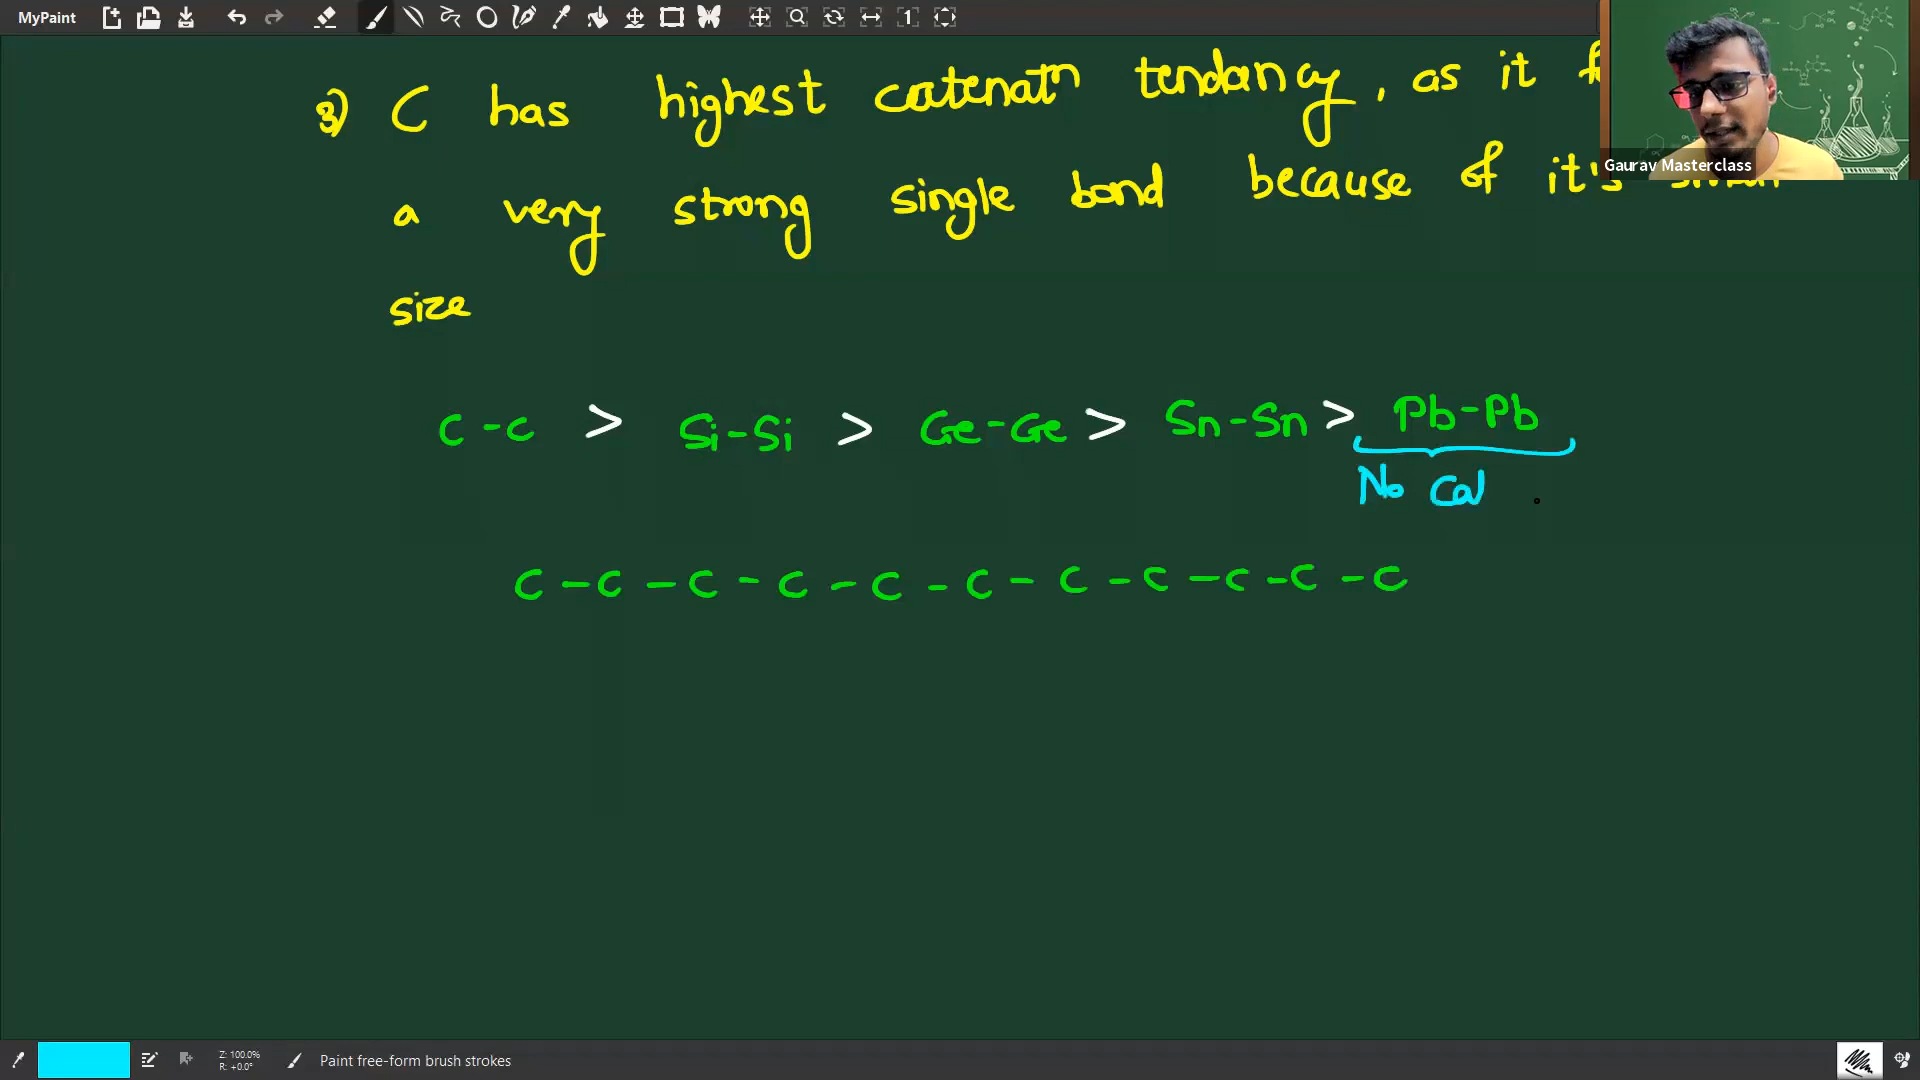 MyPaint
3) C has highest catenatn tendancy, as it
Gaurav Masterclass
a very strong single bond because of it's
size
C-C > Si-Si > Ge-Ge > Sn-Sn > Pb-Pb
No Cat
C-C-C-C-C-C-C-C-C-C-C
Z: 100.0%
R: +0.0°
Paint free-form brush strokes